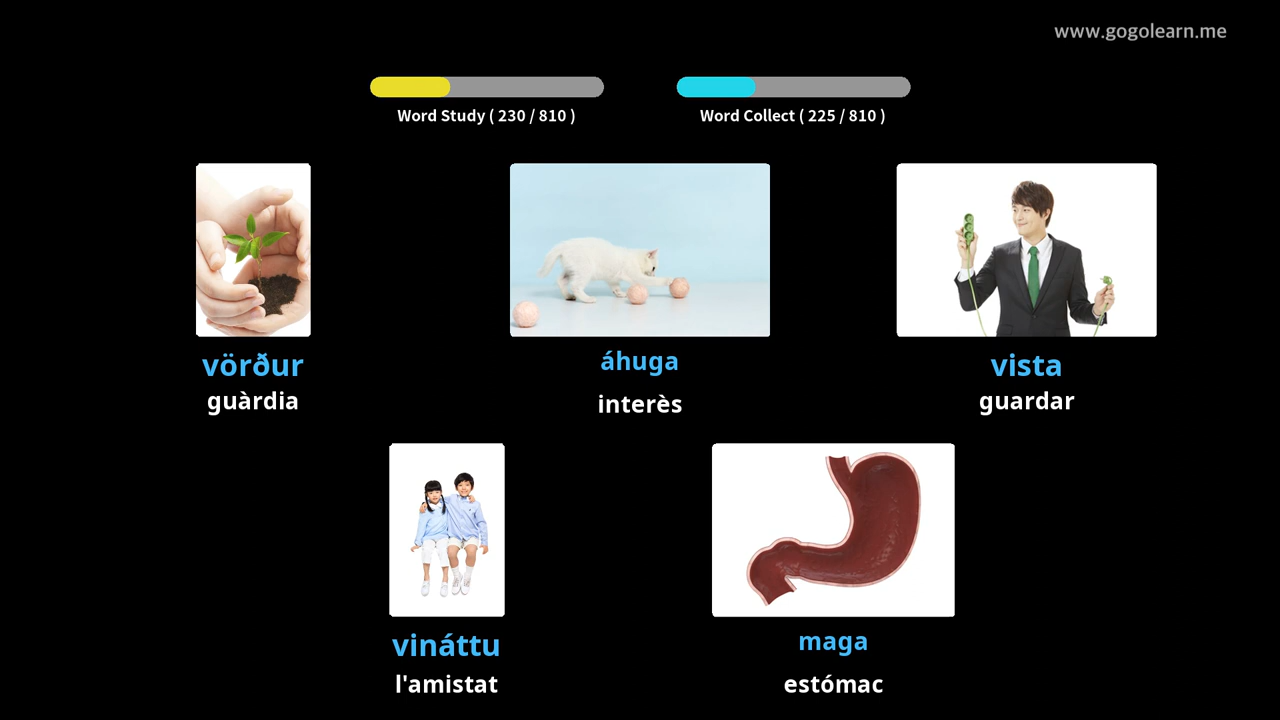 www.gogolearn.me
Word Study ( 230 / 810 )
Word Collect ( 225 / 810 )
vörður
guàrdia
áhuga
interès
vista
guardar
vináttu
l'amistat
maga
estómac